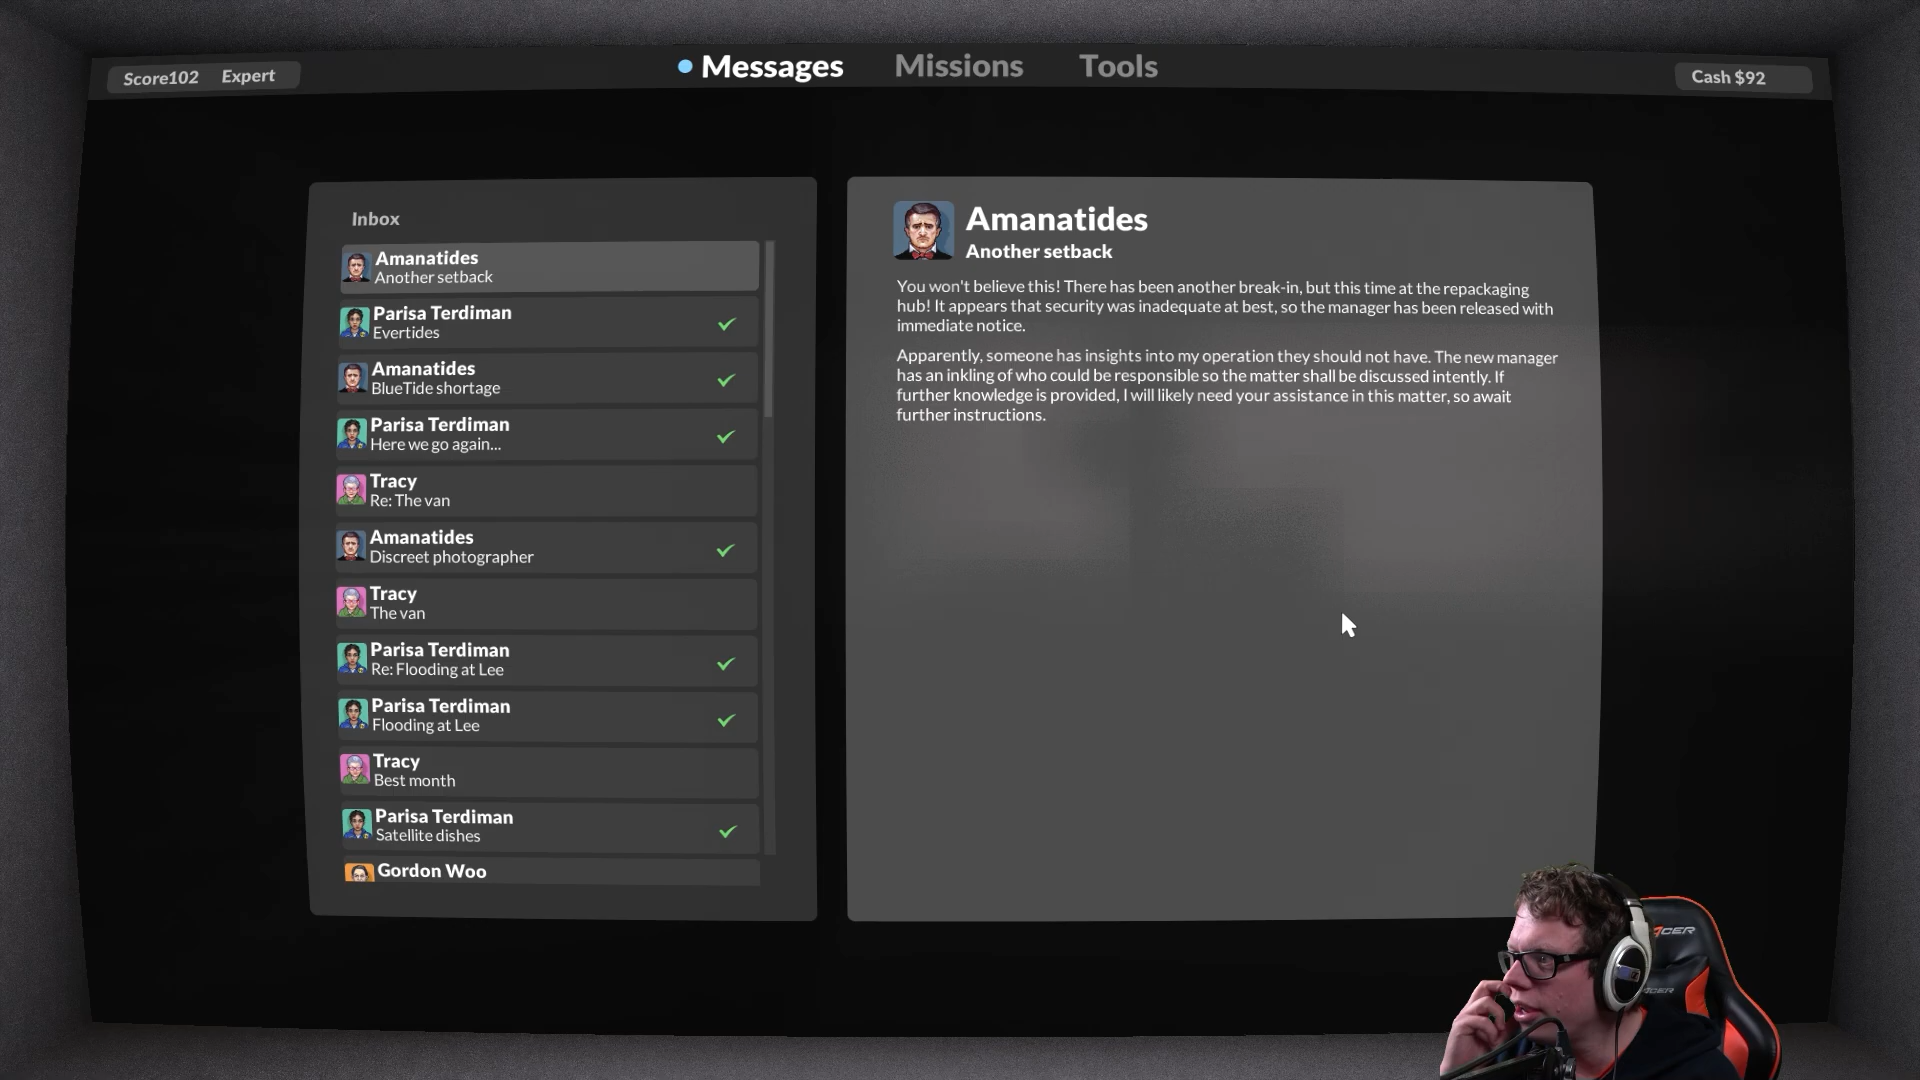 Score102 Expert
Messages Missions Tools
Cash $92
Inbox
Amanatides
Another setback
Parisa Terdiman
Evertides
Amanatides
BlueTide shortage
Parisa Terdiman
Here we go again...
Tracy
Re: The van
Amanatides
Discreet photographer
Tracy
The van
Parisa Terdiman
Re: Flooding at Lee
Parisa Terdiman
Flooding at Lee
Tracy
Best month
Parisa Terdiman
Satellite dishes
Gordon Woo
Amanatides
Another setback
You won't believe this! There has been another break-in, but this time at the repackaging
hub! It appears that security was inadequate at best, so the manager has been released with
immediate notice.
Apparently, someone has insights into my operation they should not have. The new manager
has an inkling of who could be responsible so the matter shall be discussed intently. If
further knowledge is provided, I will likely need your assistance in this matter, so await
further instructions.